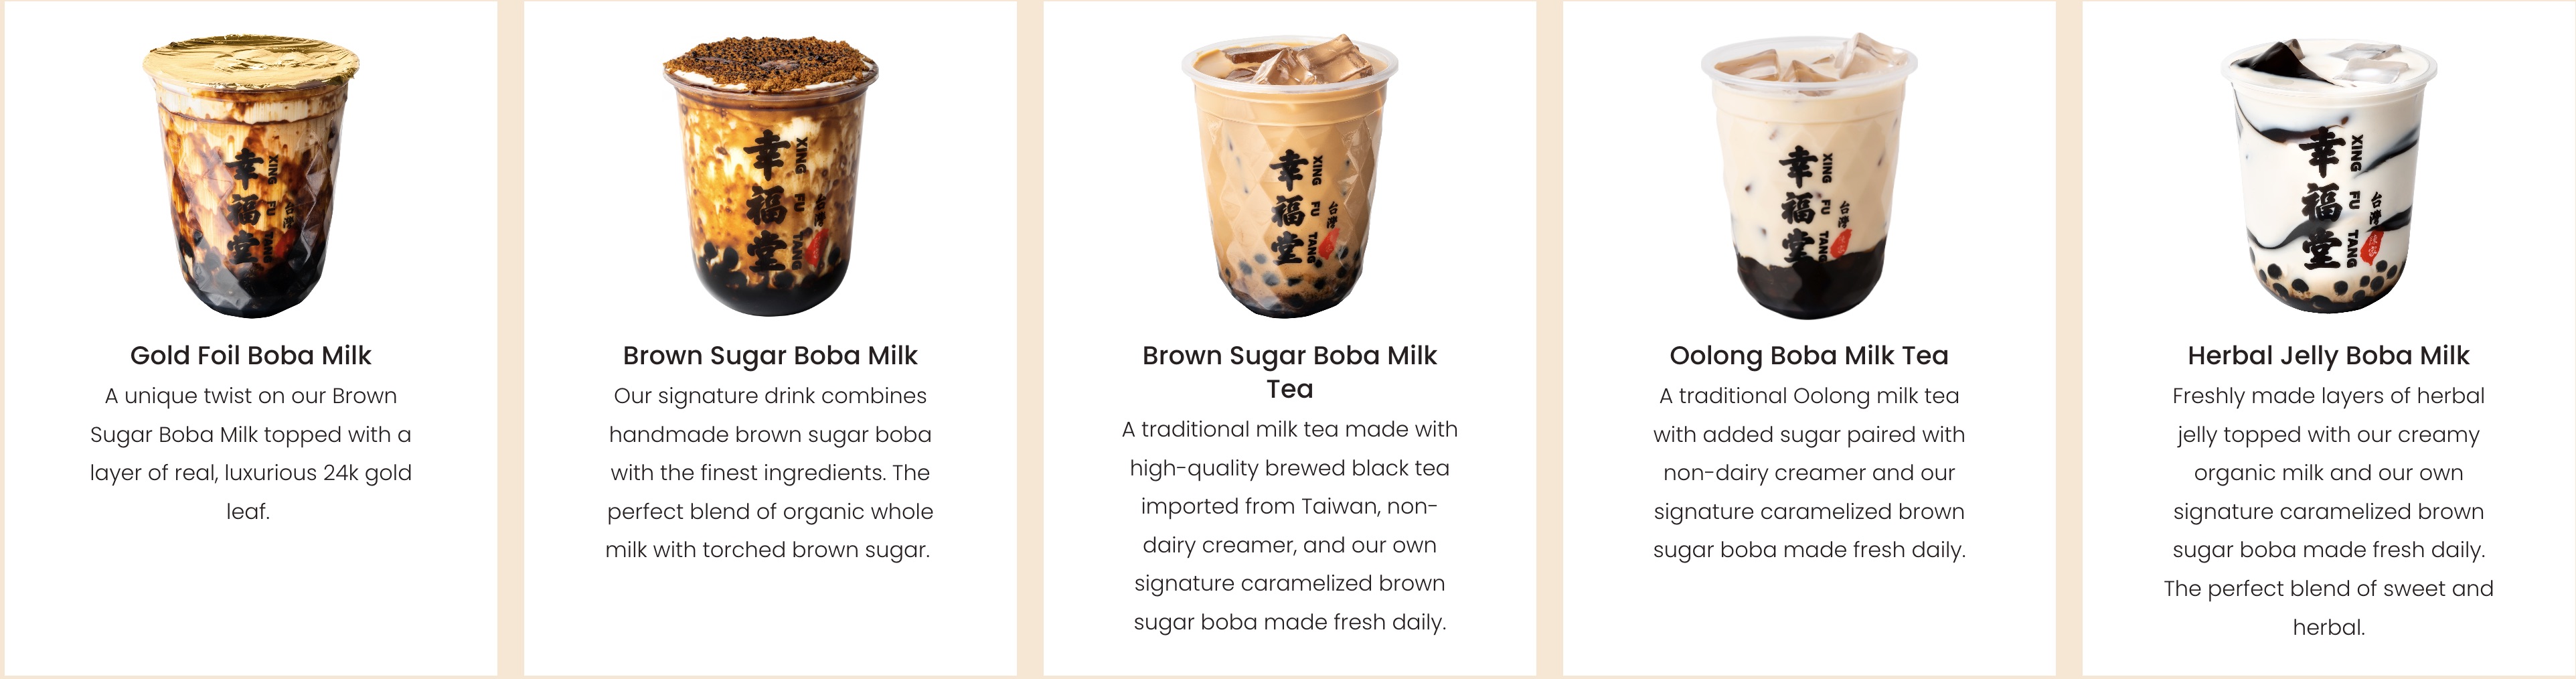 幸福堂
XING FU TANG
台灣
Gold Foil Boba Milk
A unique twist on our Brown
Sugar Boba Milk topped with a
layer of real, luxurious 24k gold
leaf.
幸福堂
XING FU TANG
台灣
Brown Sugar Boba Milk
Our signature drink combines
handmade brown sugar boba
with the finest ingredients. The
perfect blend of organic whole
milk with torched brown sugar.
幸福堂
XING FU TANG
台灣
Brown Sugar Boba Milk
Tea
A traditional milk tea made with
high-quality brewed black tea
imported from Taiwan, non-
dairy creamer, and our own
signature caramelized brown
sugar boba made fresh daily.
幸福堂
XING FU TANG
台灣
Oolong Boba Milk Tea
A traditional Oolong milk tea
with added sugar paired with
non-dairy creamer and our
signature caramelized brown
sugar boba made fresh daily.
幸福堂
XING FU TANG
台灣
Herbal Jelly Boba Milk
Freshly made layers of herbal
jelly topped with our creamy
organic milk and our own
signature caramelized brown
sugar boba made fresh daily.
The perfect blend of sweet and
herbal.